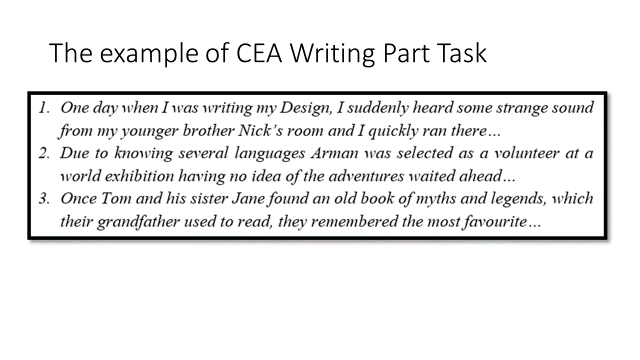 The example of CEA Writing Part Task
1. One day when I was writing my Design, I suddenly heard some strange sound
from my younger brother Nick's room and I quickly ran there…
2. Due to knowing several languages Arman was selected as a volunteer at a
world exhibition having no idea of the adventures waited ahead…
3. Once Tom and his sister Jane found an old book of myths and legends, which
their grandfather used to read, they remembered the most favourite…